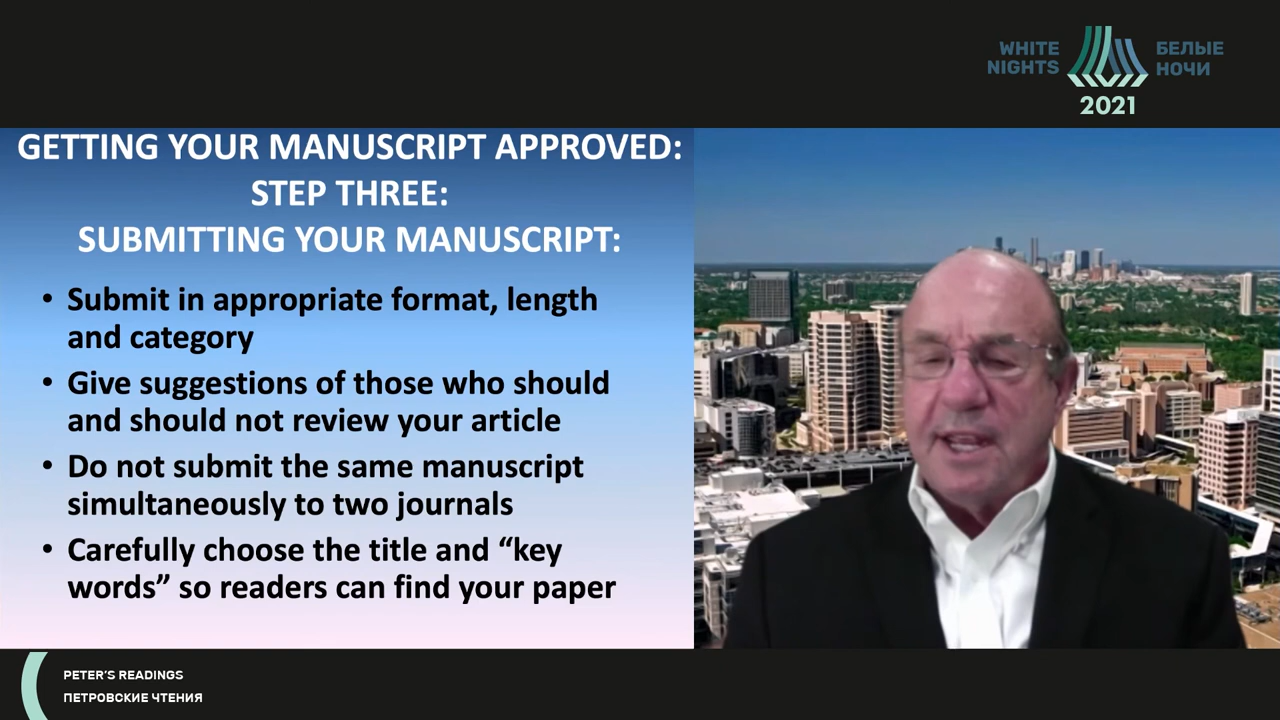 WHITE NIGHTS
БЕЛЫЕ НОЧИ
2021
GETTING YOUR MANUSCRIPT APPROVED:
STEP THREE:
SUBMITTING YOUR MANUSCRIPT:
• Submit in appropriate format, length
and category
• Give suggestions of those who should
and should not review your article
• Do not submit the same manuscript
simultaneously to two journals
• Carefully choose the title and “key
words” so readers can find your paper
PETER'S READINGS
ПЕТРОВСКИЕ ЧТЕНИЯ